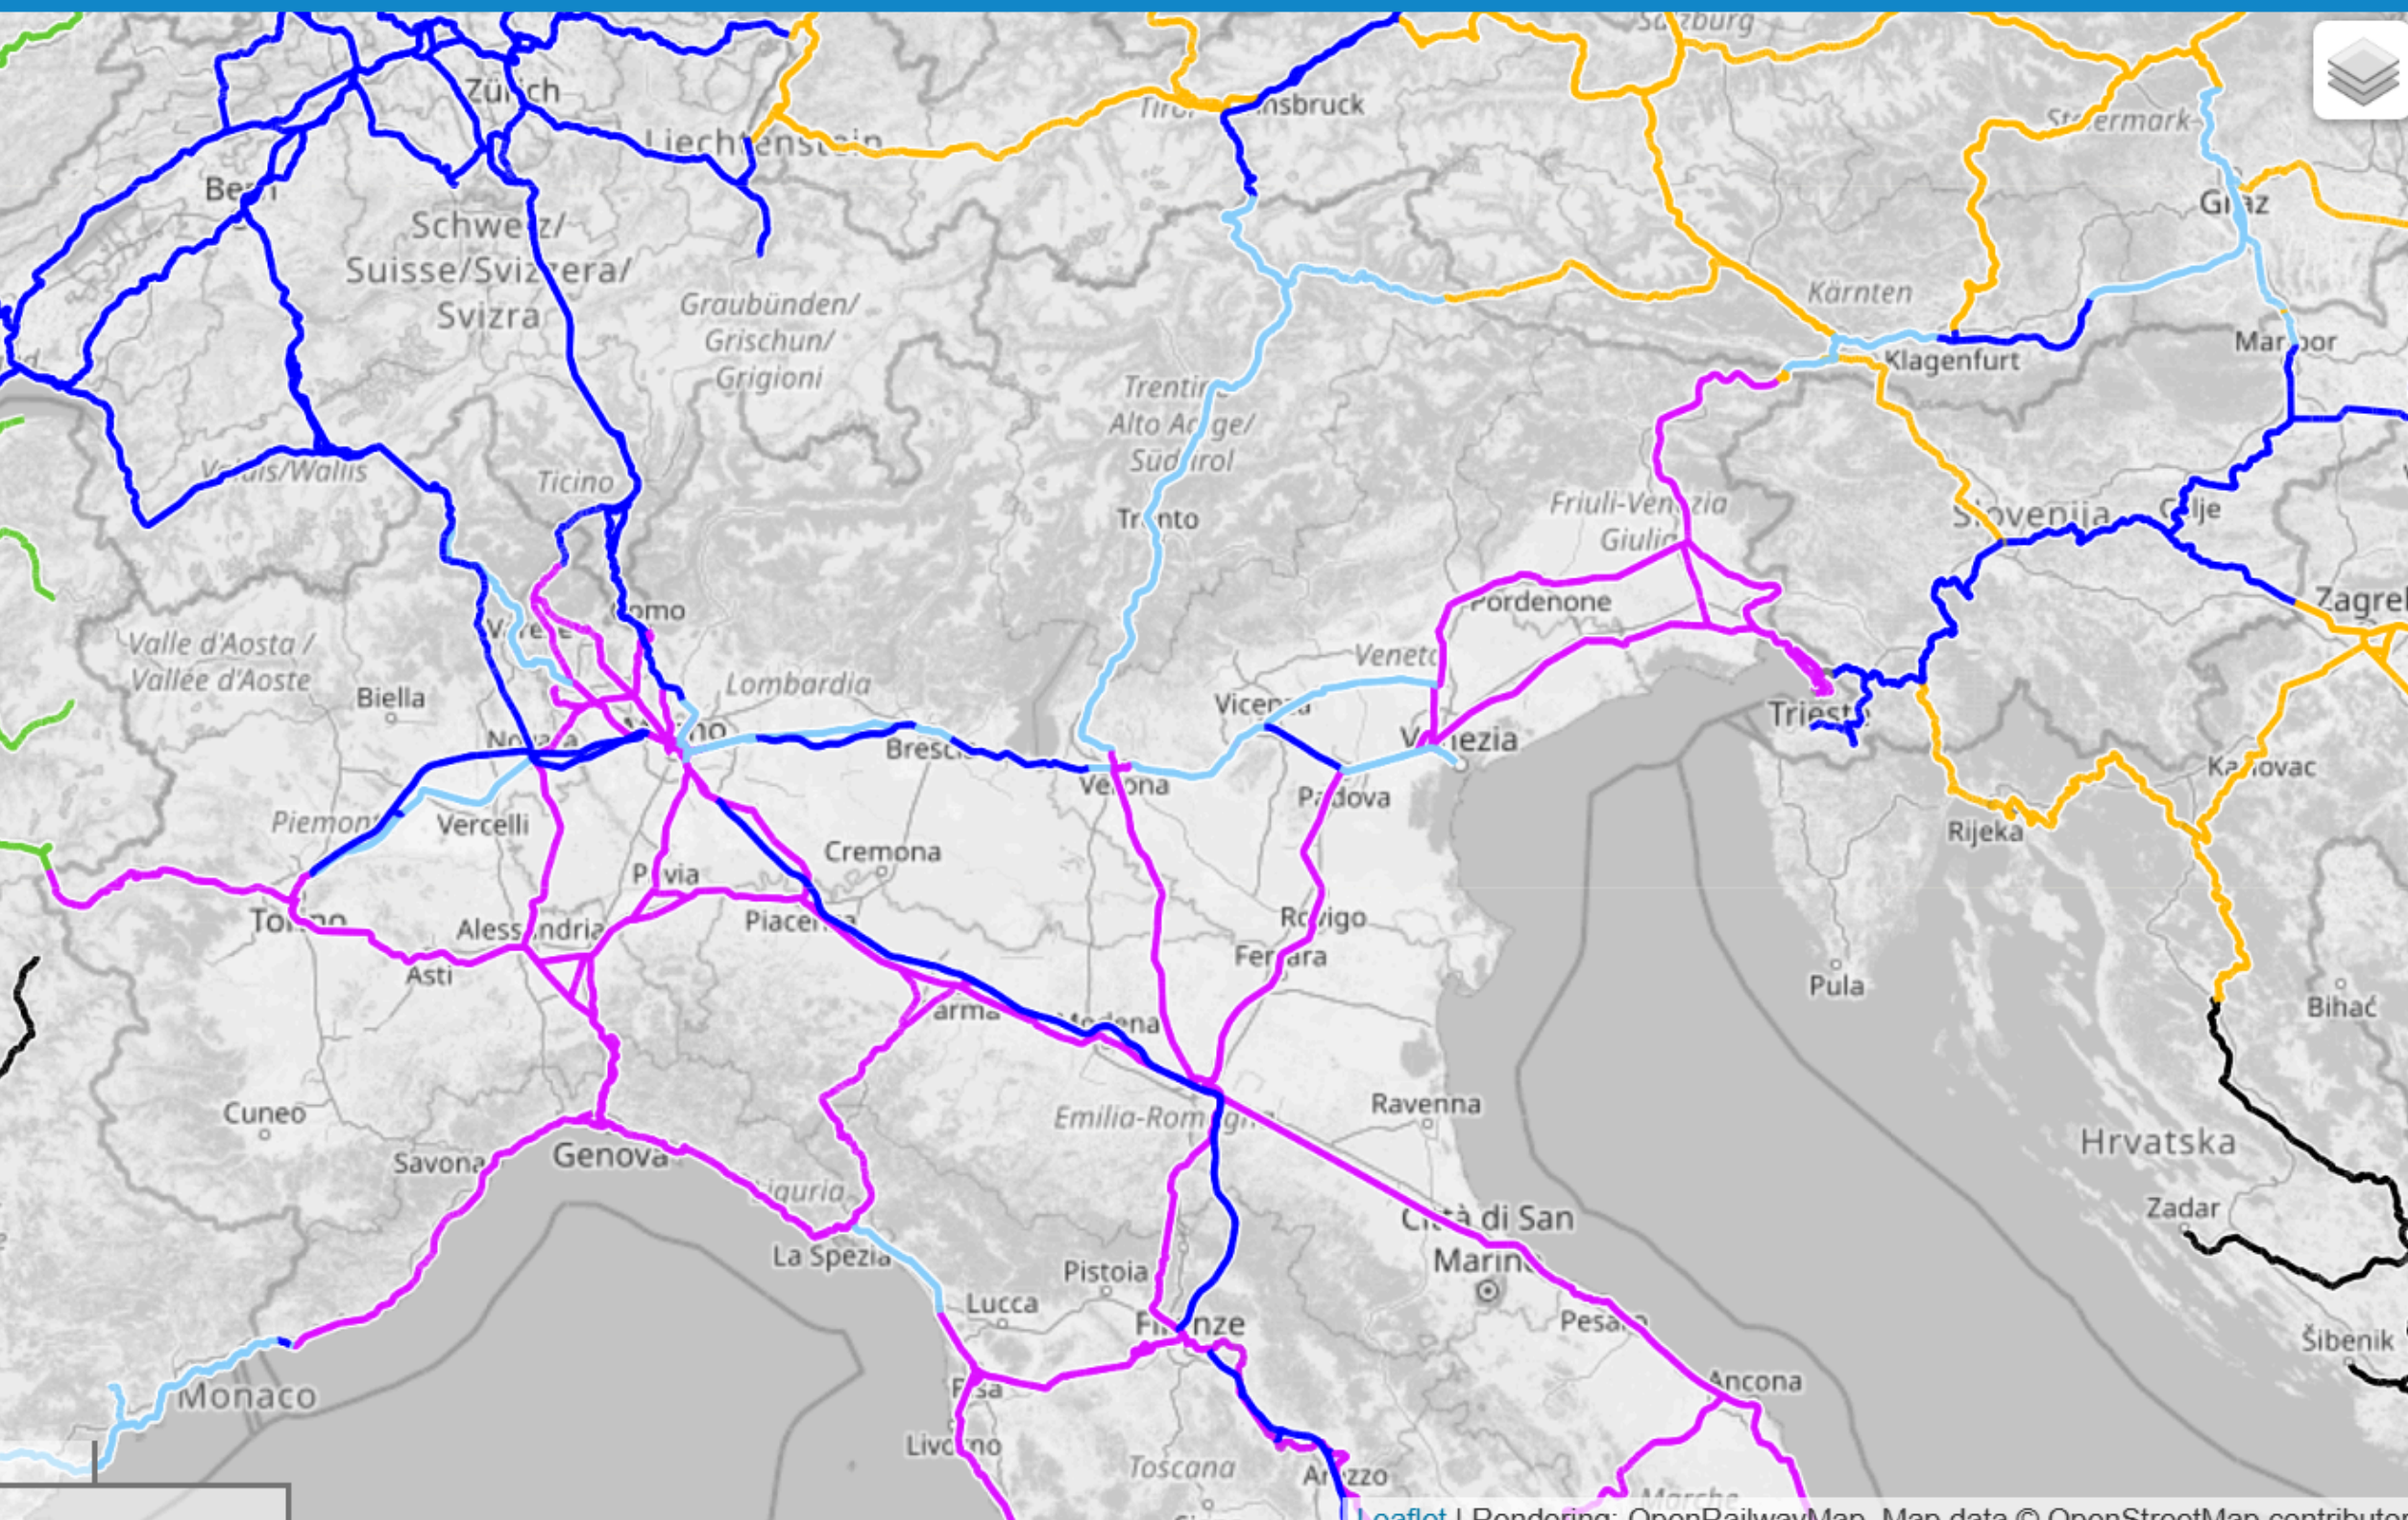 Salzburg
Zürich
Tirol
Innsbruck
Liechtenstein
Steiermark
Bern
Graz
Schweiz/
Suisse/Svizzera/
Svizra
Graubünden/
Grischun/
Grigioni
Kärnten
Maribor
Klagenfurt
Trentino
Alto Adige/
Südtirol
Valais/Wallis
Ticino
Trento
Friuli-Venezia
Giulia
Slovenija
Celje
Como
Pordenone
Zagreb
Varese
Valle d'Aosta /
Vallée d'Aoste
Biella
Lombardia
Veneto
Vicenza
Trieste
Novara
Milano
Brescia
Venezia
Verona
Padova
Karlovac
Piemonte
Vercelli
Rijeka
Cremona
Pavia
Torino
Alessandria
Piacenza
Rovigo
Ferrara
Asti
Pula
Parma
Modena
Bihać
Cuneo
Emilia-Romagna
Ravenna
Hrvatska
Savona
Genova
Liguria
Zadar
Città di San
Marino
La Spezia
Pistoia
Lucca
Firenze
Pesaro
Šibenik
Monaco
Pisa
Ancona
Livorno
Toscana
Arezzo
Marche
Leaflet | Rendering: OpenRailwayMap, Map data © OpenStreetMap contributo